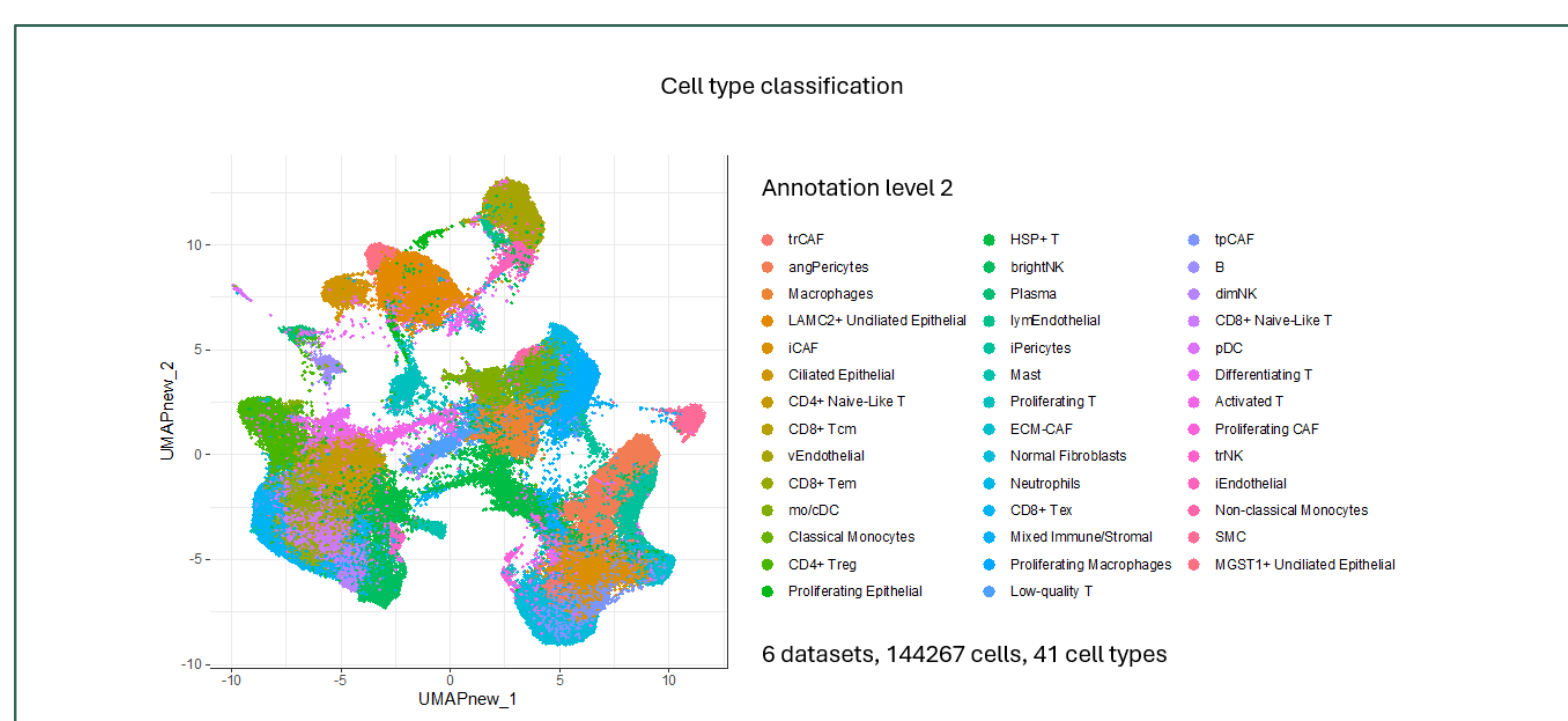 Cell type classification
Annotation level 2
trCAF
angPericytes
Macrophages
LAMC2+ Unciliated Epithelial
iCAF
Ciliated Epithelial
CD4+ Naive-Like T
CD8+ Tcm
vEndothelial
CD8+ Tem
mo/cDC
Classical Monocytes
CD4+ Treg
Proliferating Epithelial
HSP+ T
brightNK
Plasma
lymEndothelial
iPericytes
Mast
Proliferating T
ECM-CAF
Normal Fibroblasts
Neutrophils
CD8+ Tex
Mixed Immune/Stromal
Proliferating Macrophages
Low-quality T
tpCAF
B
dimNK
CD8+ Naive-Like T
pDC
Differentiating T
Activated T
Proliferating CAF
trNK
iEndothelial
Non-classical Monocytes
SMC
MGST1+ Unciliated Epithelial
6 datasets, 144267 cells, 41 cell types
10
5
0
-5
-10
UMAPnew_2
-10 -5 0 5 10
UMAPnew_1